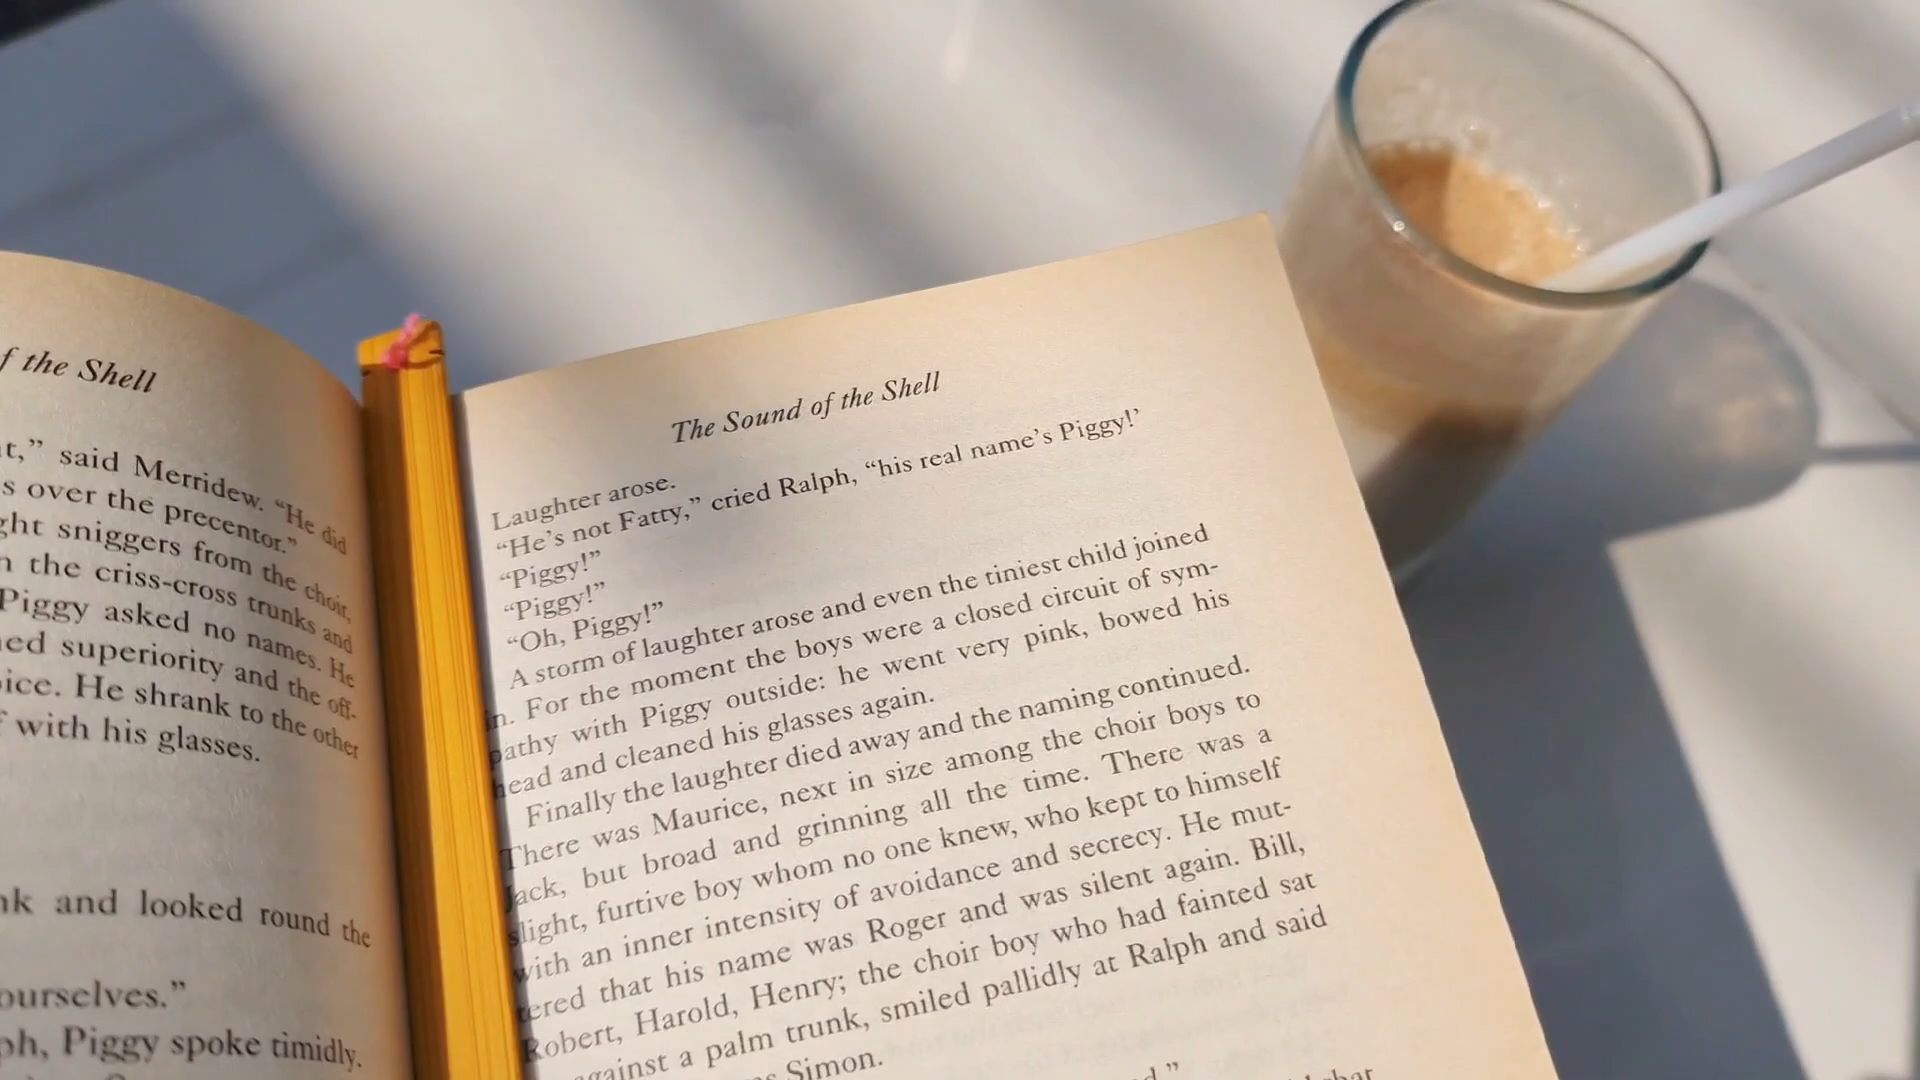 f the Shell
t,” said Merridew. “He did
s over the precentor.”
ght sniggers from the choir,
n the criss-cross trunks and
Piggy asked no names. He
ned superiority and the off-
ice. He shrank to the other
f with his glasses.
nk and looked round the
ourselves.”
ph, Piggy spoke timidly.
The Sound of the Shell
Laughter arose.
“He’s not Fatty,” cried Ralph, “his real name’s Piggy!’
“Piggy!”
“Piggy!”
“Oh, Piggy!”
A storm of laughter arose and even the tiniest child joined
in. For the moment the boys were a closed circuit of sym-
pathy with Piggy outside: he went very pink, bowed his
head and cleaned his glasses again.
Finally the laughter died away and the naming continued.
There was Maurice, next in size among the choir boys to
Jack, but broad and grinning all the time. There was a
slight, furtive boy whom no one knew, who kept to himself
with an inner intensity of avoidance and secrecy. He mut-
tered that his name was Roger and was silent again. Bill,
Robert, Harold, Henry; the choir boy who had fainted sat
against a palm trunk, smiled pallidly at Ralph and said
Simon.